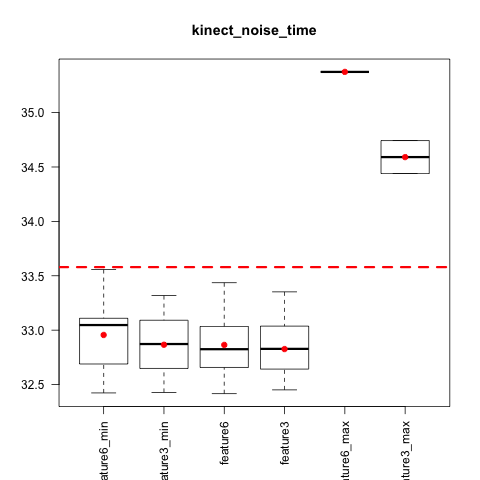 kinect_noise_time
35.0
34.5
34.0
33.5
33.0
32.5
ature6_min
ature3_min
feature6
feature3
ture6_max
ture3_max